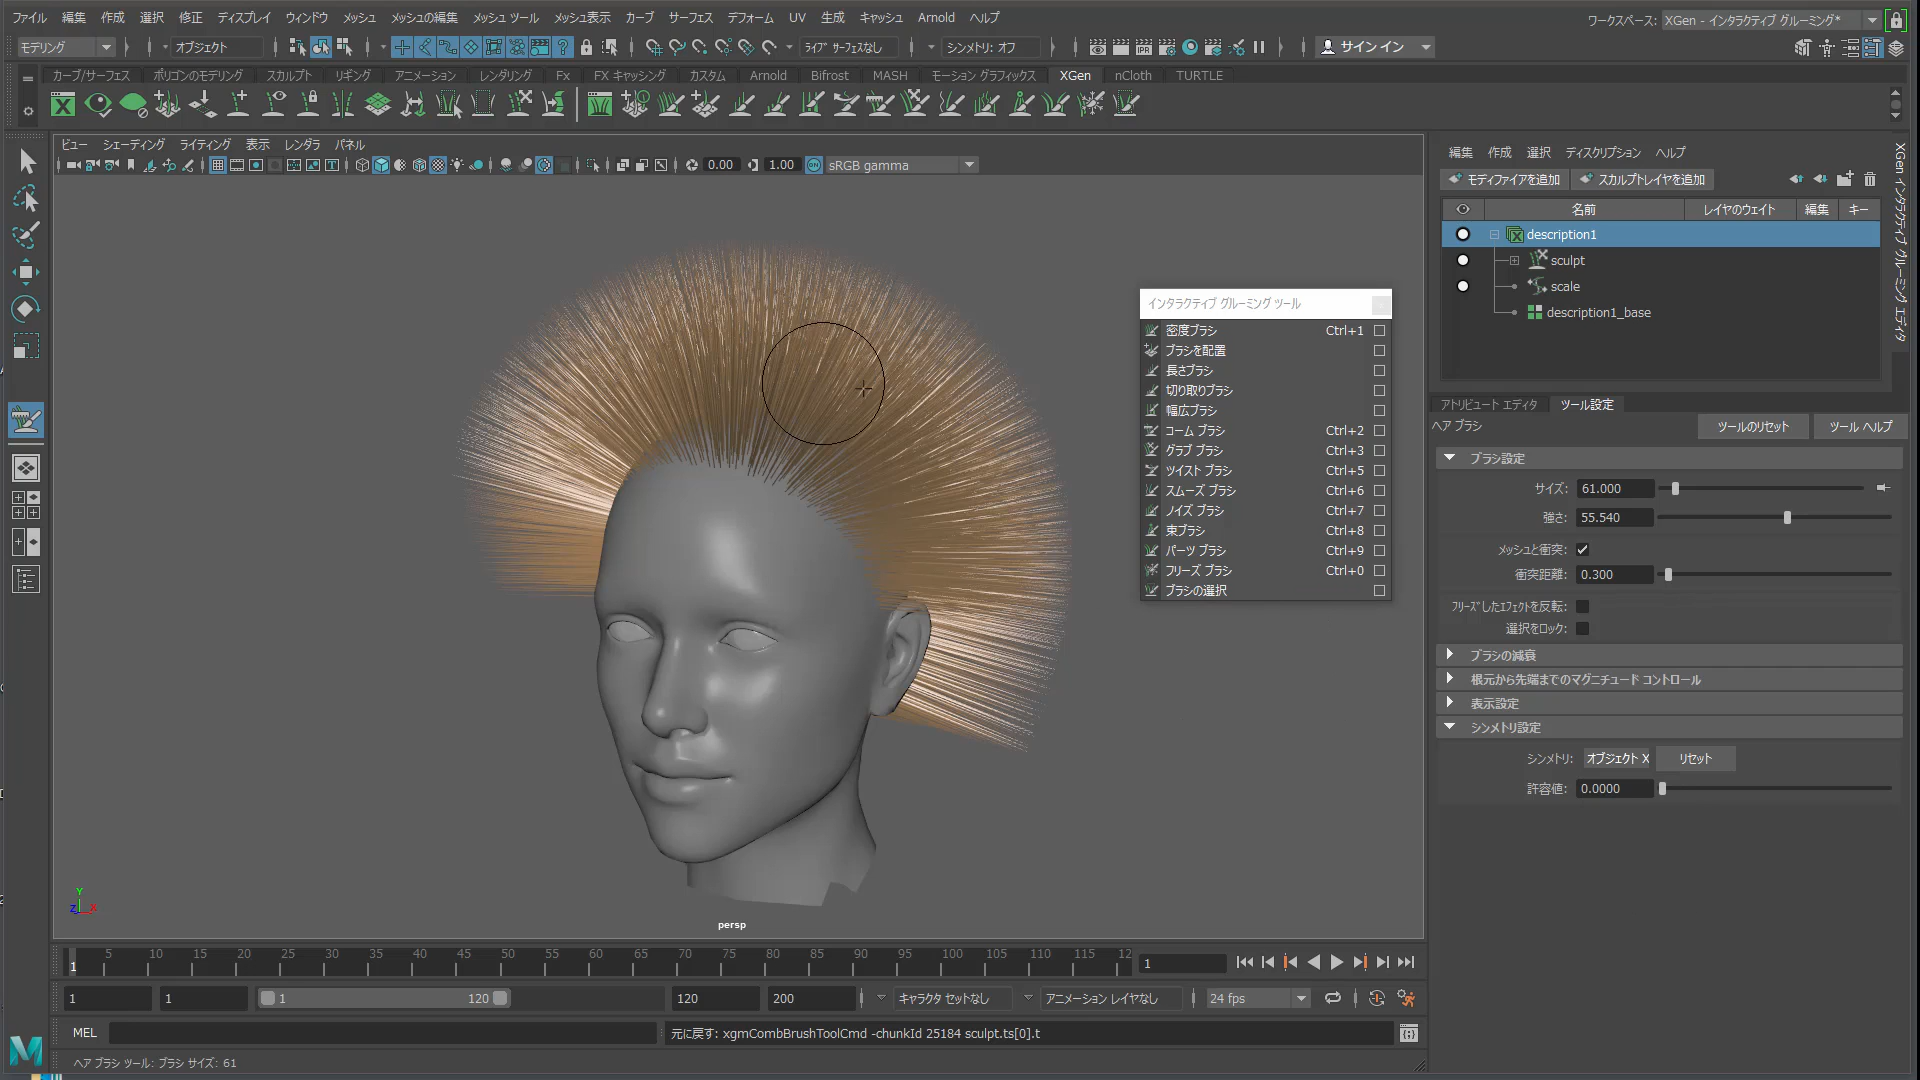 ファイル 編集 作成 選択 修正 ディスプレイ ウィンドウ メッシュ メッシュの編集 メッシュ ツール メッシュ表示 カーブ サーフェス デフォーム UV 生成 キャッシュ Arnold ヘルプ ワークスペース: XGen - インタラクティブ グルーミング*
モデリング オブジェクト ライブ サーフェスなし シンメトリ: オフ サイン イン
カーブ/サーフェス ポリゴンのモデリング スカルプト リギング アニメーション レンダリング Fx FX キャッシング カスタム Arnold Bifrost MASH モーション グラフィックス XGen nCloth TURTLE
ビュー シェーディング ライティング 表示 レンダラ パネル
0.00 1.00 sRGB gamma
persp
インタラクティブ グルーミング ツール
密度ブラシ Ctrl+1
ブラシを配置
長さブラシ
切り取りブラシ
幅広ブラシ
コーム ブラシ Ctrl+2
グラブ ブラシ Ctrl+3
ツイスト ブラシ Ctrl+5
スムーズ ブラシ Ctrl+6
ノイズ ブラシ Ctrl+7
束ブラシ Ctrl+8
パーツ ブラシ Ctrl+9
フリーズ ブラシ Ctrl+0
ブラシの選択
編集 作成 選択 ディスクリプション ヘルプ
モディファイアを追加 スカルプトレイヤを追加
名前 レイヤのウェイト 編集 キー
description1
sculpt
scale
description1_base
XGen インタラクティブ グルーミング エディタ
アトリビュート エディタ ツール設定
ヘア ブラシ ツールのリセット ツール ヘルプ
ブラシ設定
サイズ: 61.000
強さ: 55.540
メッシュと衝突:
衝突距離: 0.300
フリーズしたエフェクトを反転:
選択をロック:
ブラシの減衰
根元から先端までのマグニチュード コントロール
表示設定
シンメトリ設定
シンメトリ: オブジェクト X リセット
許容値: 0.0000
1 5 10 15 20 25 30 35 40 45 50 55 60 65 70 75 80 85 90 95 100 105 110 115 12 1
1 1 1 120 120 200 キャラクタ セットなし アニメーション レイヤなし 24 fps
MEL 元に戻す: xgmCombBrushToolCmd -chunkId 25184 sculpt.ts[0].t
ヘア ブラシ ツール: ブラシ サイズ: 61